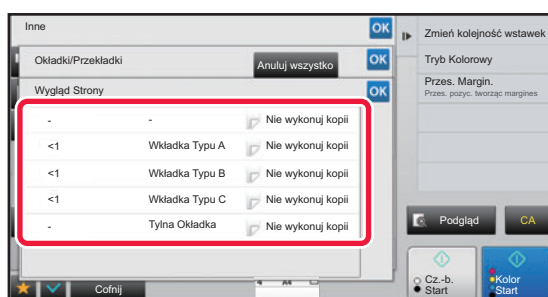 Inne
OK
Okładki/Przekładki
Anuluj wszystko
OK
Wygląd Strony
OK
- - Nie wykonuj kopii
<1 Wkładka Typu A Nie wykonuj kopii
<1 Wkładka Typu B Nie wykonuj kopii
<1 Wkładka Typu C Nie wykonuj kopii
- Tylna Okładka Nie wykonuj kopii
Cofnij
Zmień kolejność wstawek
Tryb Kolorowy
Przes. Margin.
Przes. pozyc. tworząc margines
Podgląd
CA
Cz.-b.
Start
Kolor
Start